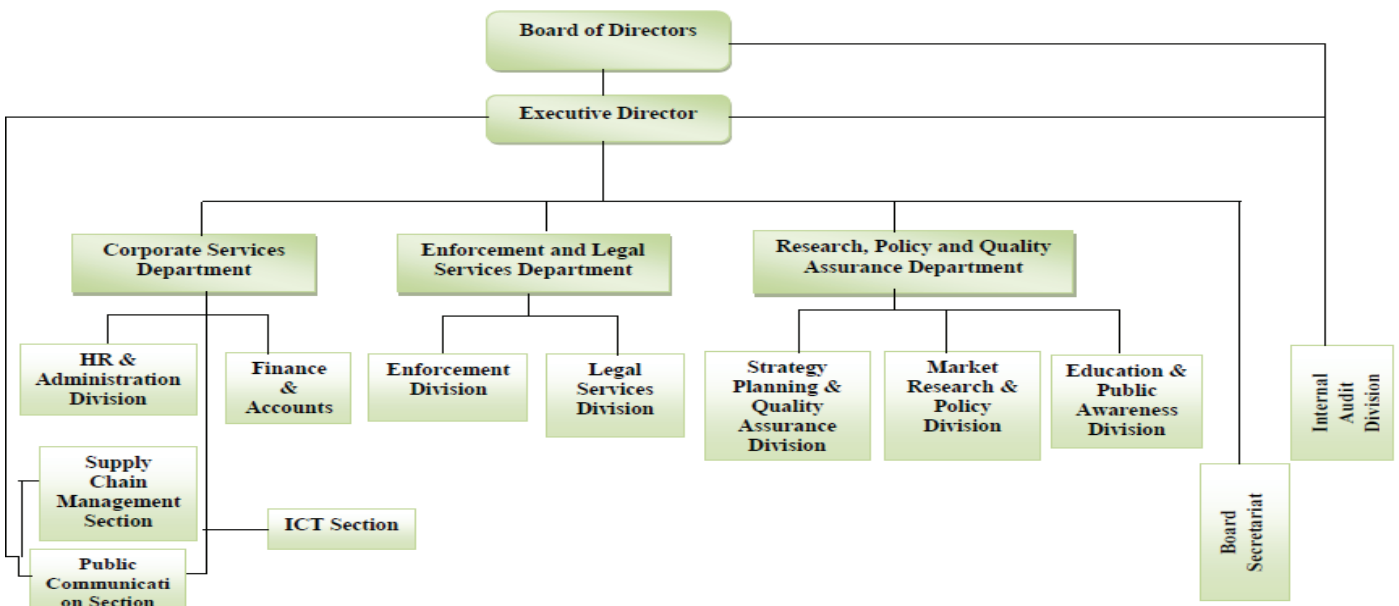 Board of Directors
Executive Director
Corporate Services
Department
Enforcement and Legal
Services Department
Research, Policy and Quality
Assurance Department
HR &
Administration
Division
Finance
&
Accounts
Enforcement
Division
Legal
Services
Division
Strategy
Planning &
Quality
Assurance
Division
Market
Research &
Policy
Division
Education &
Public
Awareness
Division
Internal
Audit
Division
Supply
Chain
Management
Section
ICT Section
Board
Secretariat
Public
Communicati
on Section